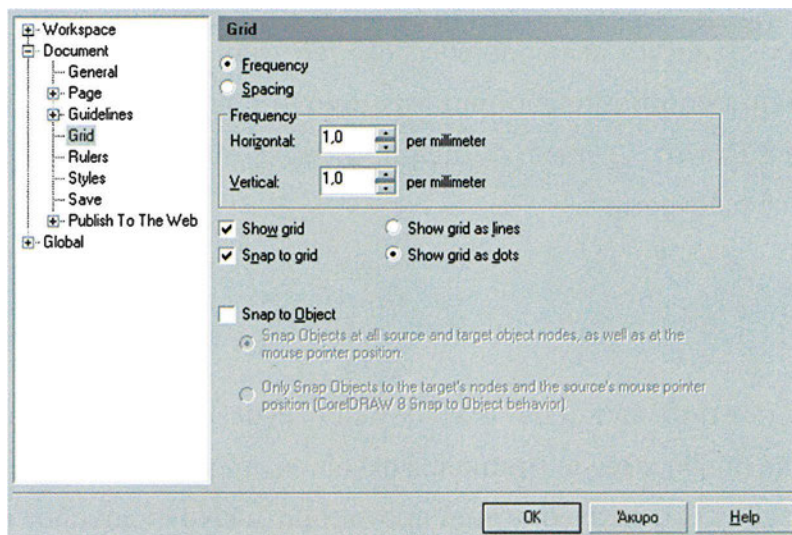 Workspace
Document
General
Page
Guidelines
Grid
Rulers
Styles
Save
Publish To The Web
Global
Grid
Frequency
Spacing
Frequency
Horizontal: 1,0 per millimeter
Vertical: 1,0 per millimeter
Show grid
Show grid as lines
Snap to grid
Show grid as dots
Snap to Object
Snap Objects at all source and target object nodes, as well as at the
mouse pointer position.
Only Snap Objects to the target's nodes and the source's mouse pointer
position (CorelDRAW 8 Snap to Object behavior).
OK
Άκυρο
Help